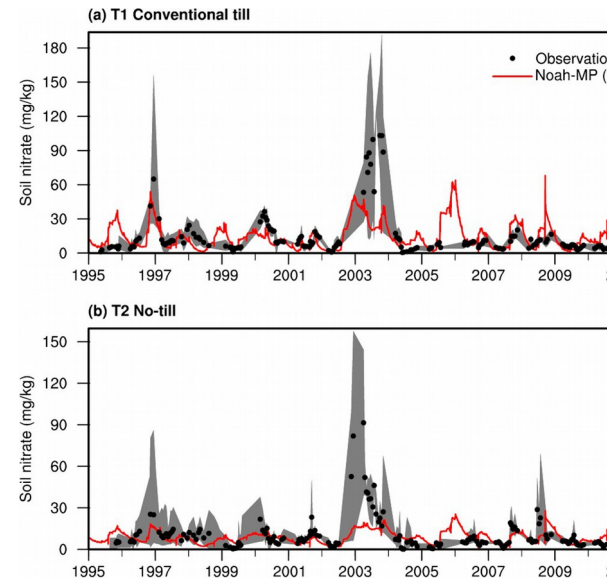 (a) T1 Conventional till
180
150
120
90
60
30
0
Soil nitrate (mg/kg)
Observatio
Noah-MP (
1995 1997 1999 2001 2003 2005 2007 2009
(b) T2 No-till
150
120
90
60
30
0
Soil nitrate (mg/kg)
1995 1997 1999 2001 2003 2005 2007 2009